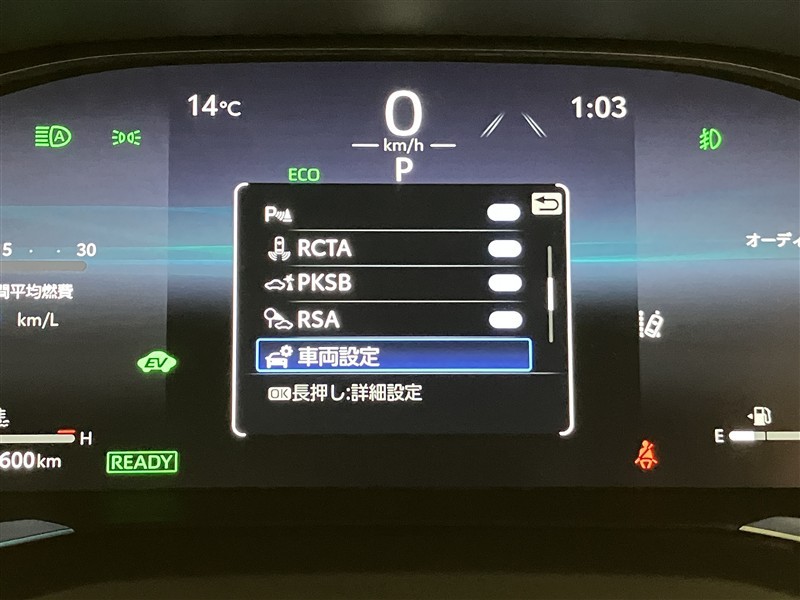 14℃
0
km/h
P
1:03
A
ECO
P
RCTA
PKSB
RSA
車両設定
OK長押し:詳細設定
5 · · 30
間平均燃費
km/L
EV
H
600km
READY
オーディ
E